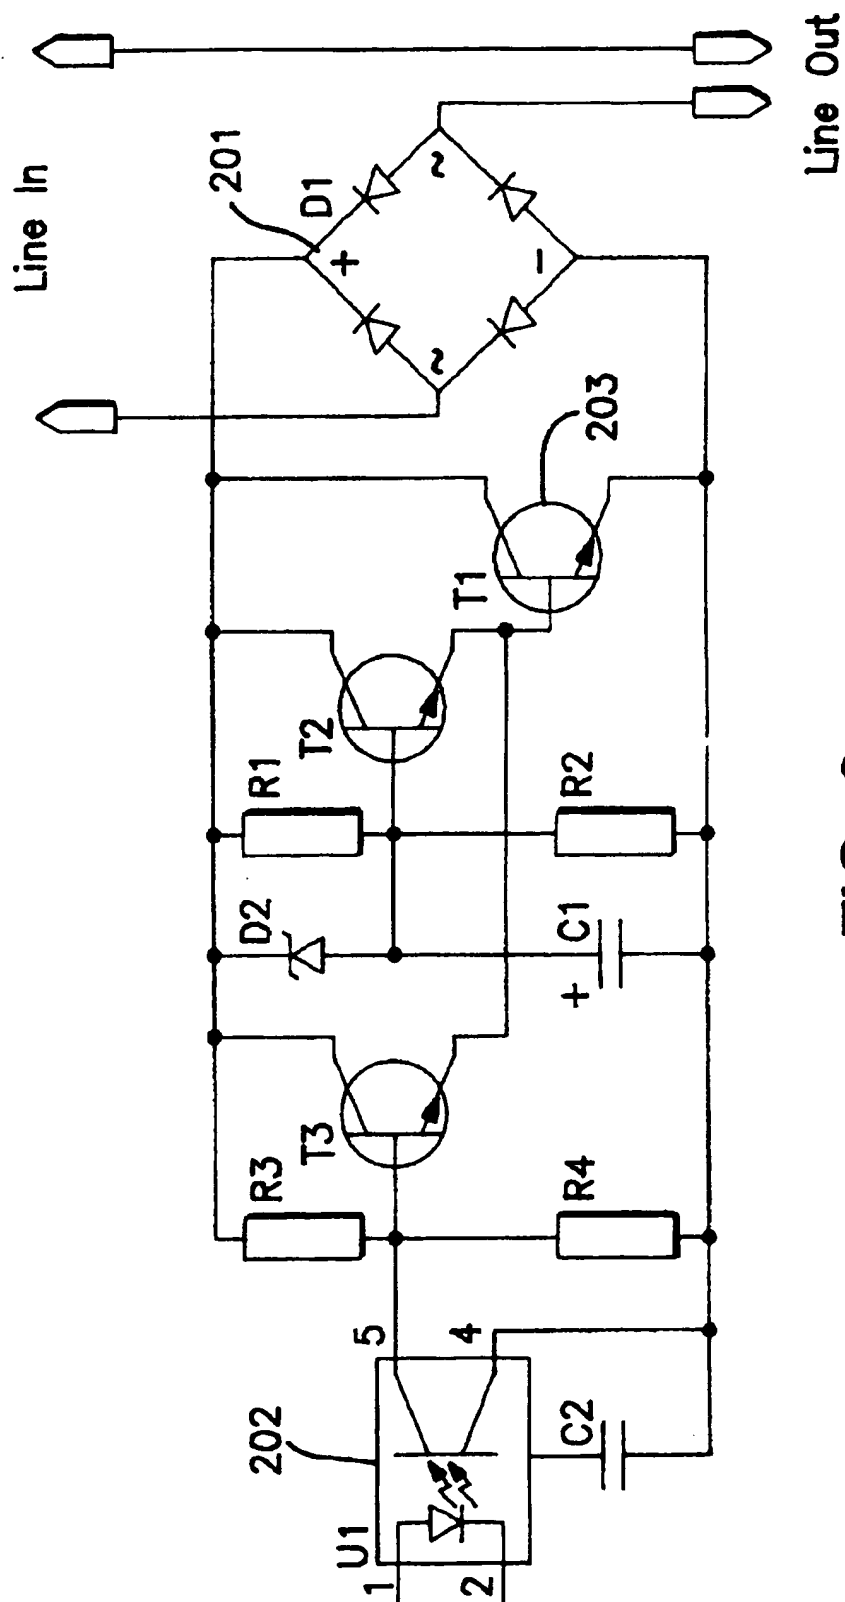 Line In
Line Out
201
D1
+
~
~
−
203
T1
T2
R1
R2
D2
C1
+
T3
R3
R4
5
4
202
U1
C2
1
2